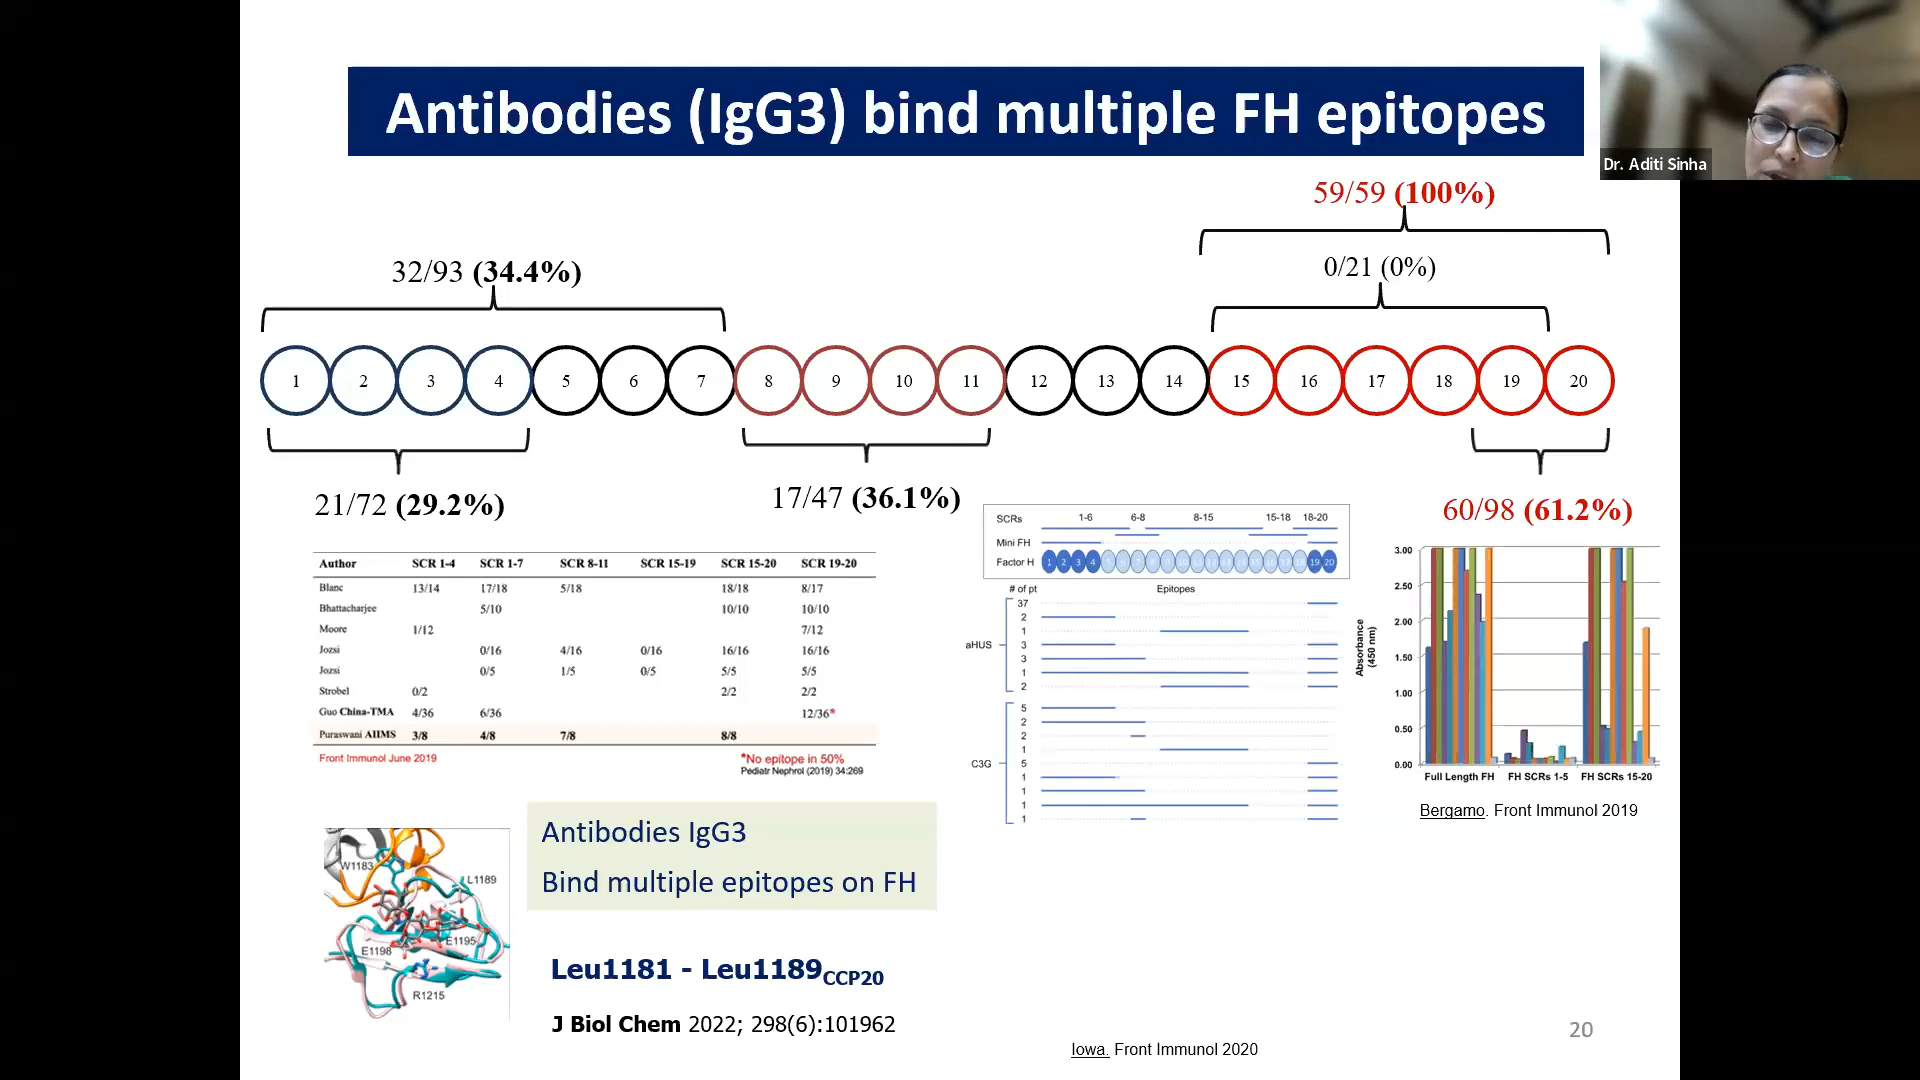 Antibodies (IgG3) bind multiple FH epitopes
Dr. Aditi Sinha
59/59 (100%)
32/93 (34.4%)
0/21 (0%)
1 2 3 4 5 6 7 8 9 10 11 12 13 14 15 16 17 18 19 20
21/72 (29.2%)
17/47 (36.1%)
60/98 (61.2%)
Author SCR 1-4 SCR 1-7 SCR 8-11 SCR 15-19 SCR 15-20 SCR 19-20
Blanc 13/14 17/18 5/18 18/18 8/17
Bhattacharjee 5/10 10/10 10/10
Moore 1/12 7/12
Jozsi 0/16 4/16 0/16 16/16 16/16
Jozsi 0/5 1/5 0/5 5/5 5/5
Strobel 0/2 2/2 2/2
Guo China-TMA 4/36 6/36 12/36*
Puraswani AIIMS 3/8 4/8 7/8 8/8
Front Immunol June 2019
*No epitope in 50%
Pediatr Nephrol (2019) 34:269
SCRs 1-6 6-8 8-15 15-18 18-20
Mini FH
Factor H 1 2 3 4 19 20
# of pt Epitopes
37
2
1
aHUS 3
3
1
2
5
2
2
1
C3G 5
1
1
1
1
Absorbance
(450 nm)
3.00
2.50
2.00
1.50
1.00
0.50
0.00
Full Length FH FH SCRs 1-5 FH SCRs 15-20
Bergamo. Front Immunol 2019
W1183
L1189
E1195
E1198
R1215
Antibodies IgG3
Bind multiple epitopes on FH
Leu1181 - Leu1189CCP20
J Biol Chem 2022; 298(6):101962
Iowa. Front Immunol 2020
20